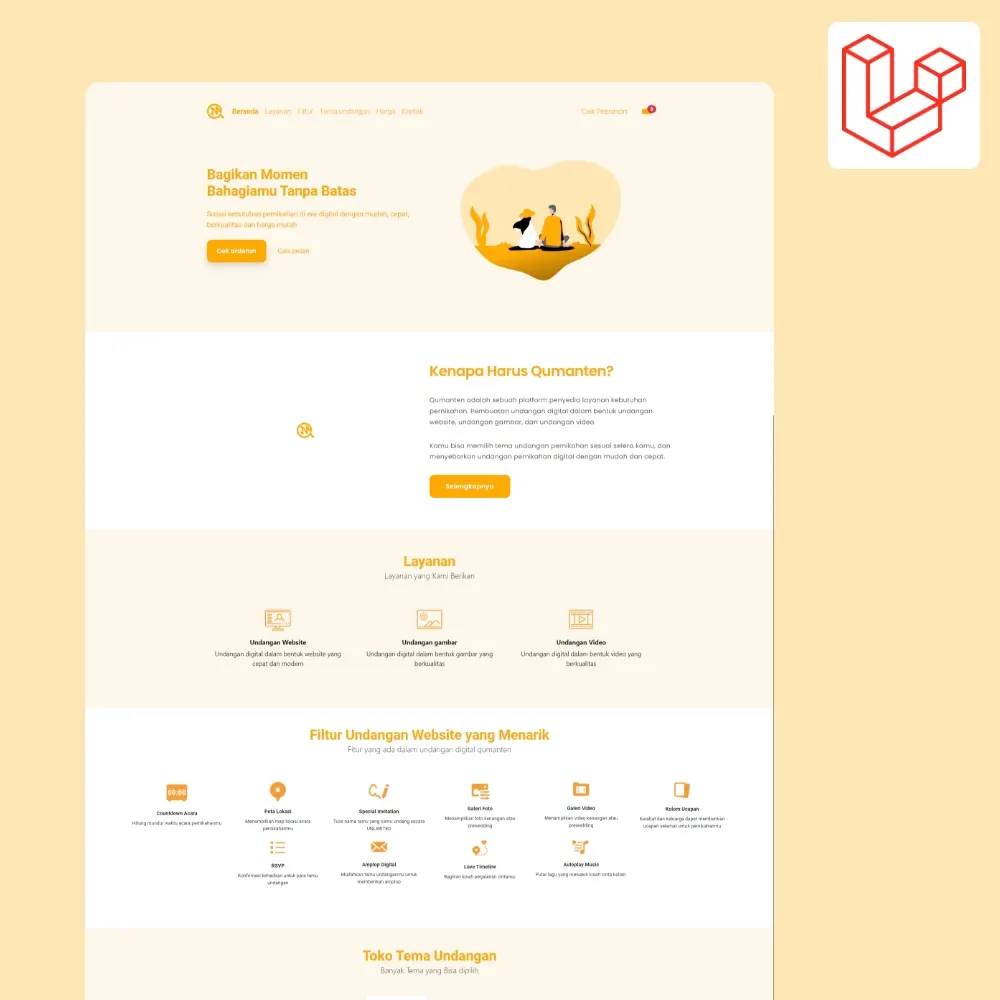 Beranda Layanan Filtur Tema undangan Harga Kontak
Cek Pesanan
0
Bagikan Momen
Bahagiamu Tanpa Batas
Solusi kebutuhan pernikahan di era digital dengan mudah, cepat,
berkualitas dan harga murah
Cek orderan
Kenapa Harus Qumanten?
Qumanten adalah sebuah platform penyedia layanan kebutuhan
pernikahan. Pembuatan undangan digital dalam bentuk undangan
website, undangan gambar, dan undangan video.
Kamu bisa memilih tema undangan pernikahan sesuai selera kamu, dan
menyebarkan undangan pernikahan digital dengan mudah dan cepat.
Selengkapnya
Layanan
Layanan yang Kami Berikan
Undangan Website
Undangan digital dalam bentuk website yang
cepat dan modern
Undangan gambar
Undangan digital dalam bentuk gambar yang
berkualitas
Undangan Video
Undangan digital dalam bentuk video yang
berkualitas
Filtur Undangan Website yang Menarik
Fitur yang ada dalam undangan digital qumanten
00:00
Countdown Acara
Hitung mundur waktu acara pernikahanmu
Peta Lokasi
Menampilkan map lokasi acara
pernikahanmu
Special Invitation
Tulis nama tamu yang kamu undang secara
UNLIMITED
Galeri Foto
Menampilkan foto kenangan atau
prewedding
Galeri Video
Menampilkan video kenangan atau
prewedding
Kolom Ucapan
Kerabat dan keluarga dapat memberikan
ucapan selamat untuk pernikahanmu
RSVP
Konfirmasi kehadiran untuk para tamu
undangan
Amplop Digital
Mudahkan tamu undanganmu untuk
memberikan amplop
Love Timeline
Bagikan kisah perjalanan cintamu
Autoplay Music
Putar lagu yang mewakili kisah cinta kalian
Toko Tema Undangan
Banyak Tema yang Bisa dipilih